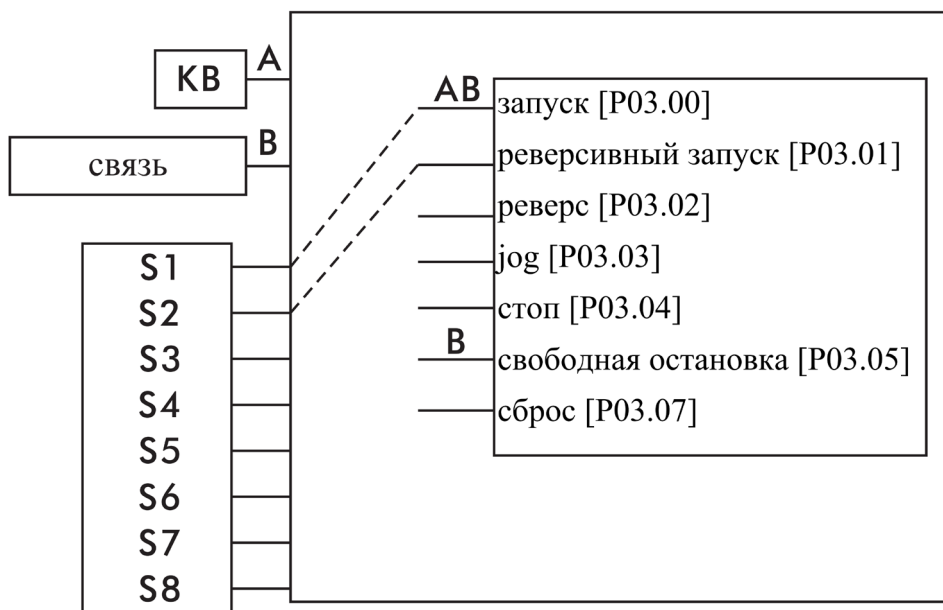 КВ
A
связь
B
S1
S2
S3
S4
S5
S6
S7
S8
AB
запуск [P03.00]
реверсивный запуск [P03.01]
реверс [P03.02]
jog [P03.03]
стоп [P03.04]
B
свободная остановка [P03.05]
сброс [P03.07]